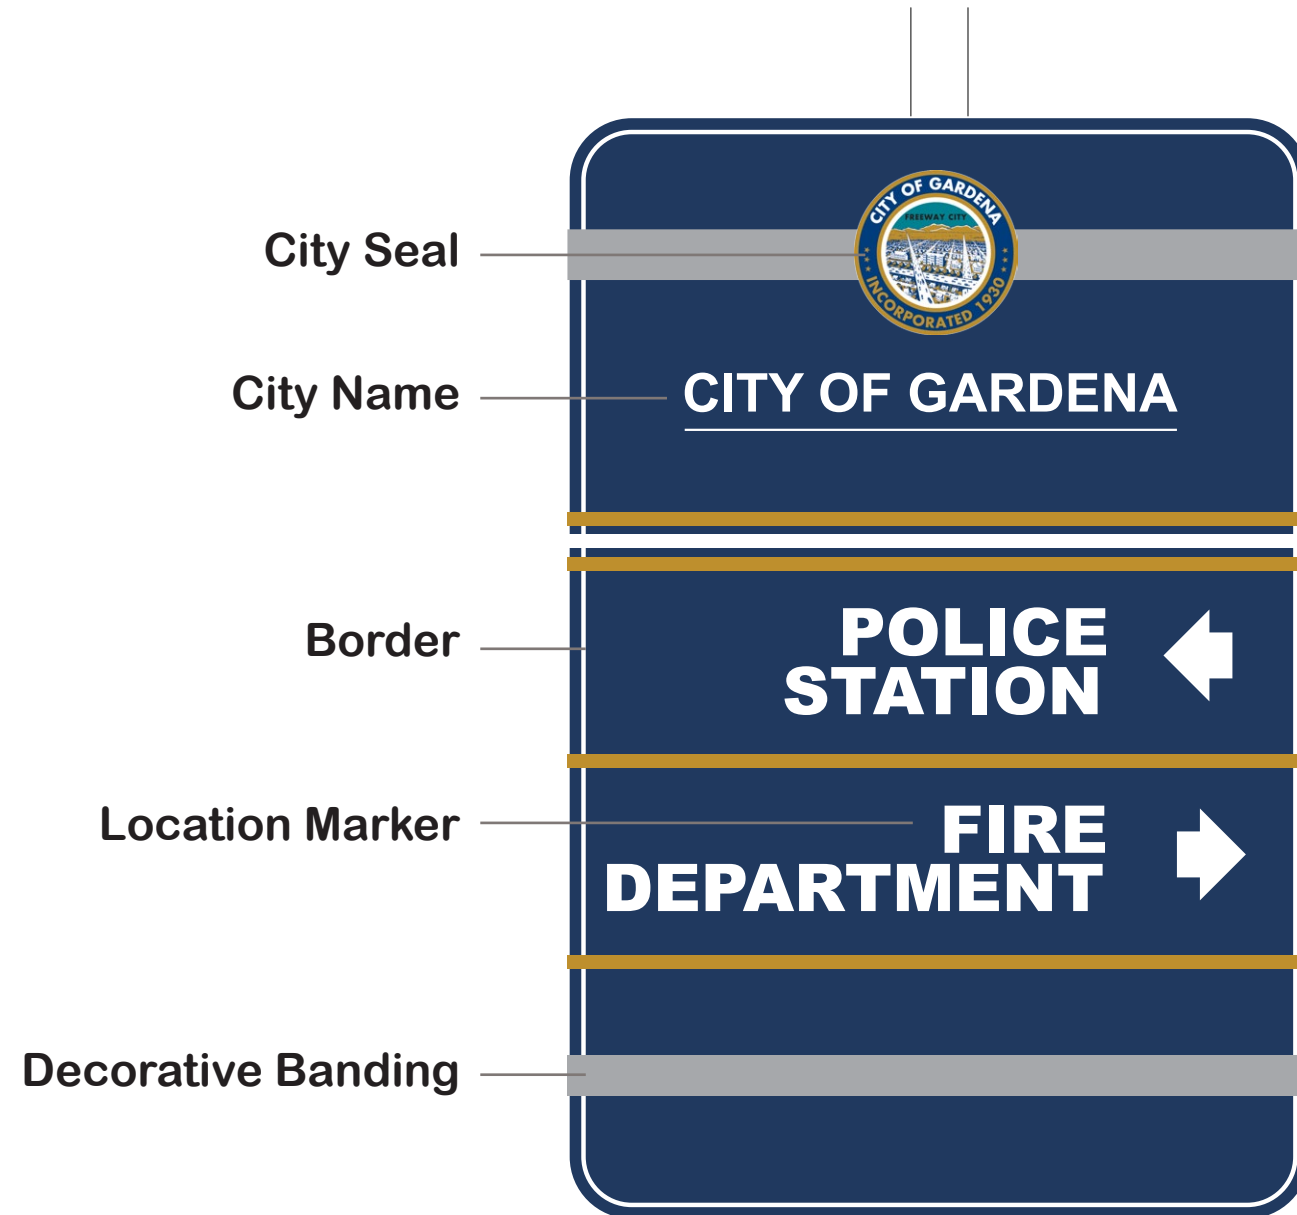 CITY OF GARDENA
FREEWAY CITY
INCORPORATED 1930
City Seal
City Name
CITY OF GARDENA
Border
POLICE
STATION
Location Marker
FIRE
DEPARTMENT
Decorative Banding